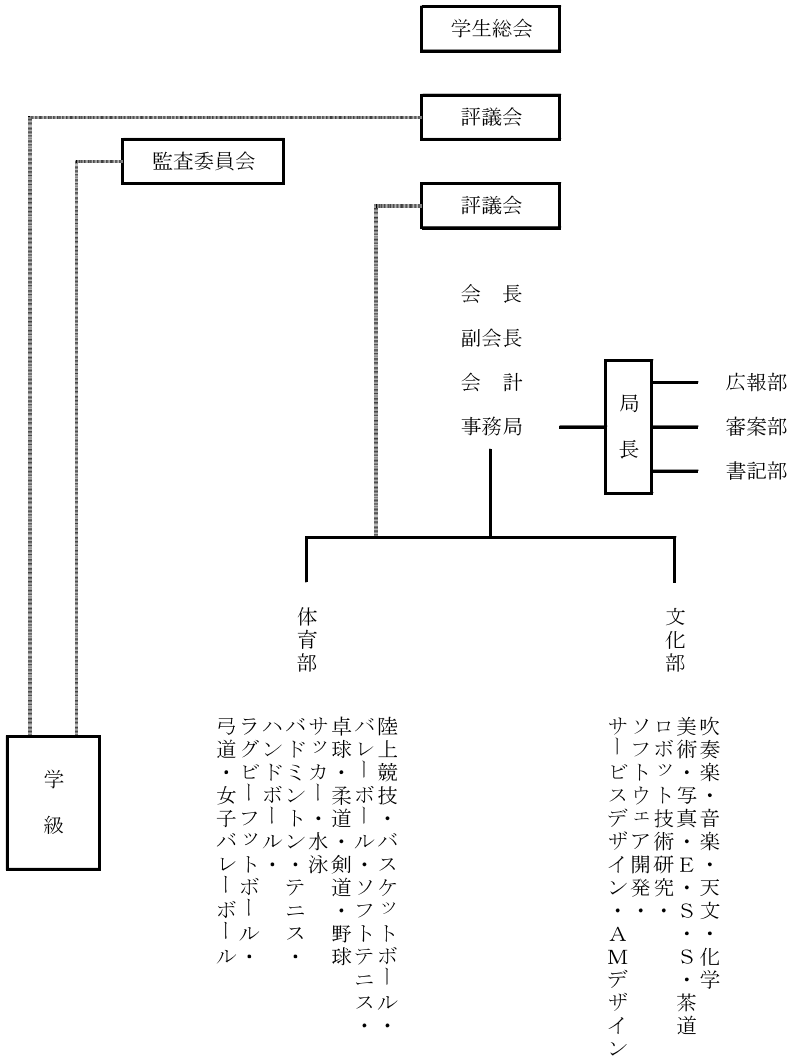 学生総会
評議会
監査委員会
評議会
会　長
副会長
会　計
事務局
局長
広報部
審案部
書記部
体育部
文化部
学級
陸上競技・バスケットボール・
バレーボール・ソフトテニス・
卓球・柔道・剣道・野球
サッカー・水泳
バドミントン・テニス・
ハンドボール・
ラグビーフットボール・
弓道・女子バレーボール
吹奏楽・音楽・天文・化学
美術・写真・E・S・S・茶道
ロボット技術研究・
ソフトウェア開発・
サービスデザイン・AMデザイン